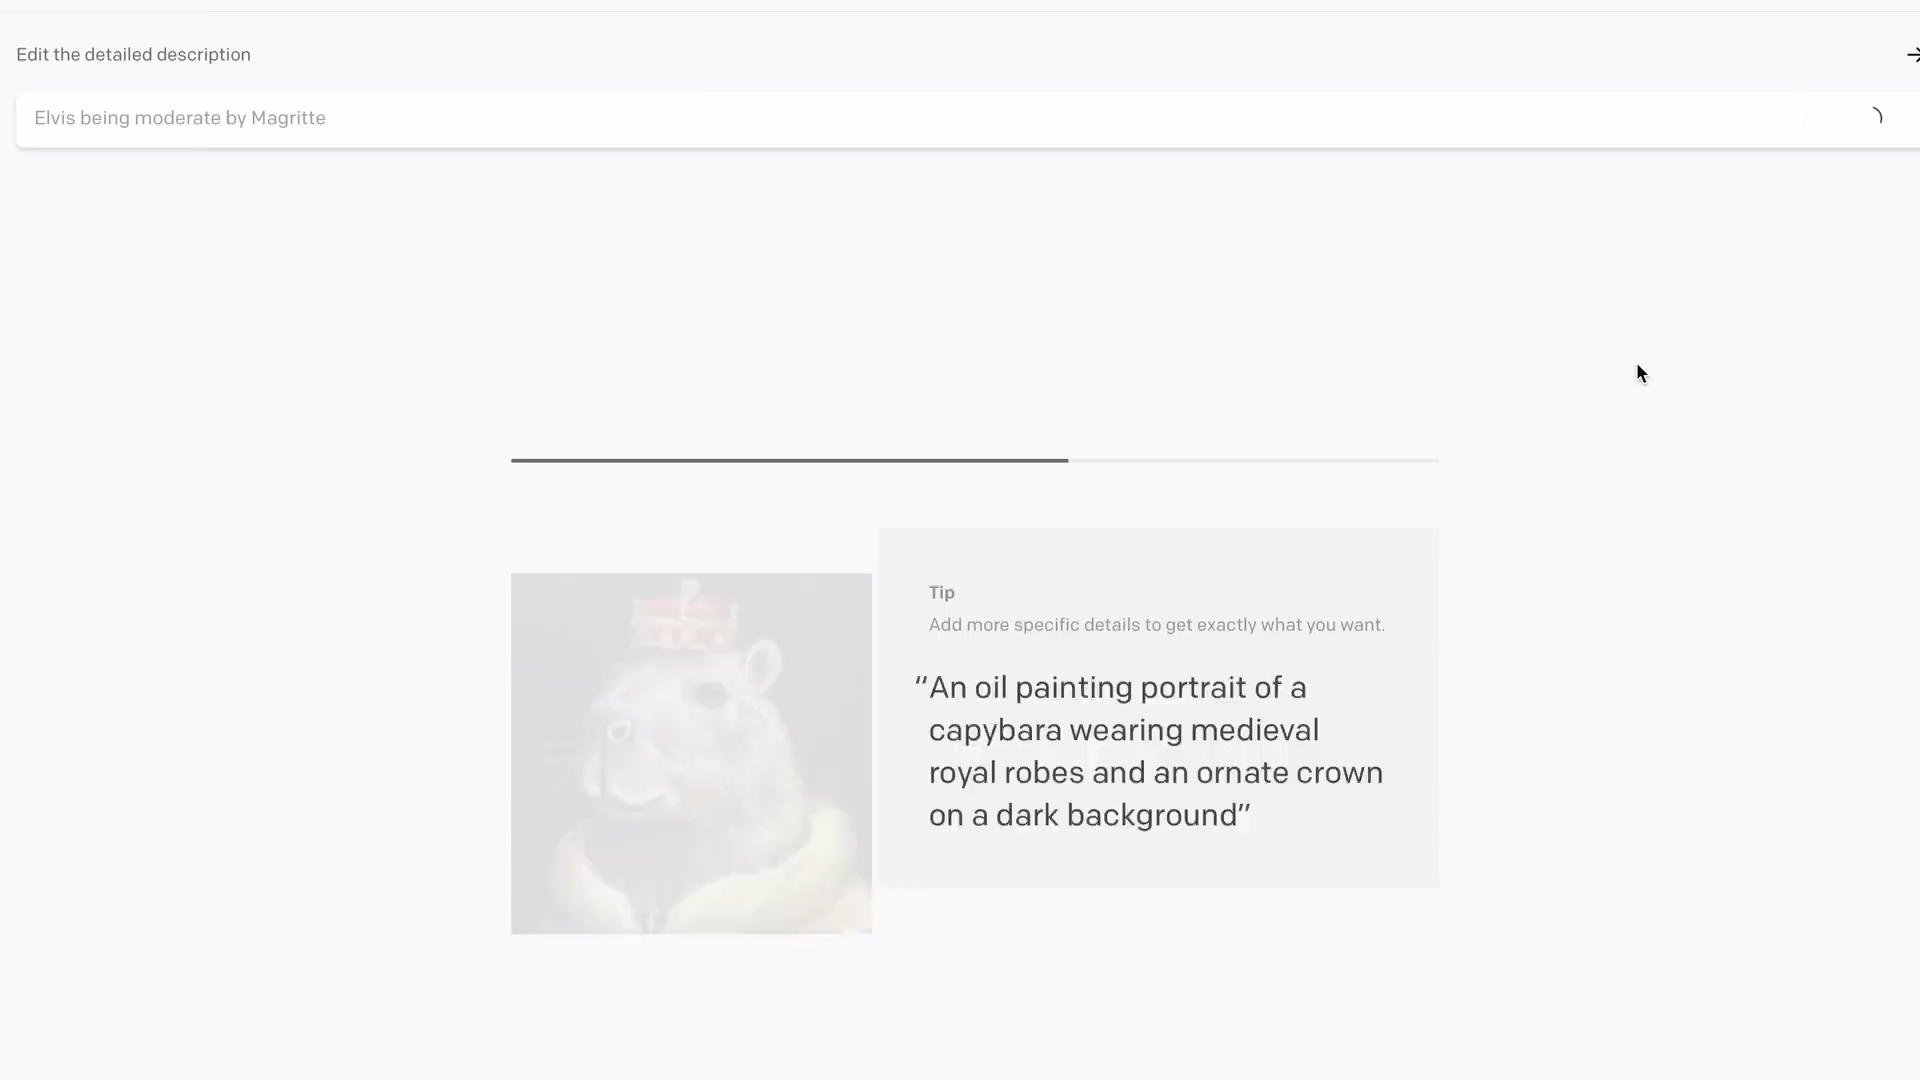 Edit the detailed description
Elvis being moderate by Magritte
Tip
Add more specific details to get exactly what you want.
“An oil painting portrait of a
capybara wearing medieval
royal robes and an ornate crown
on a dark background”